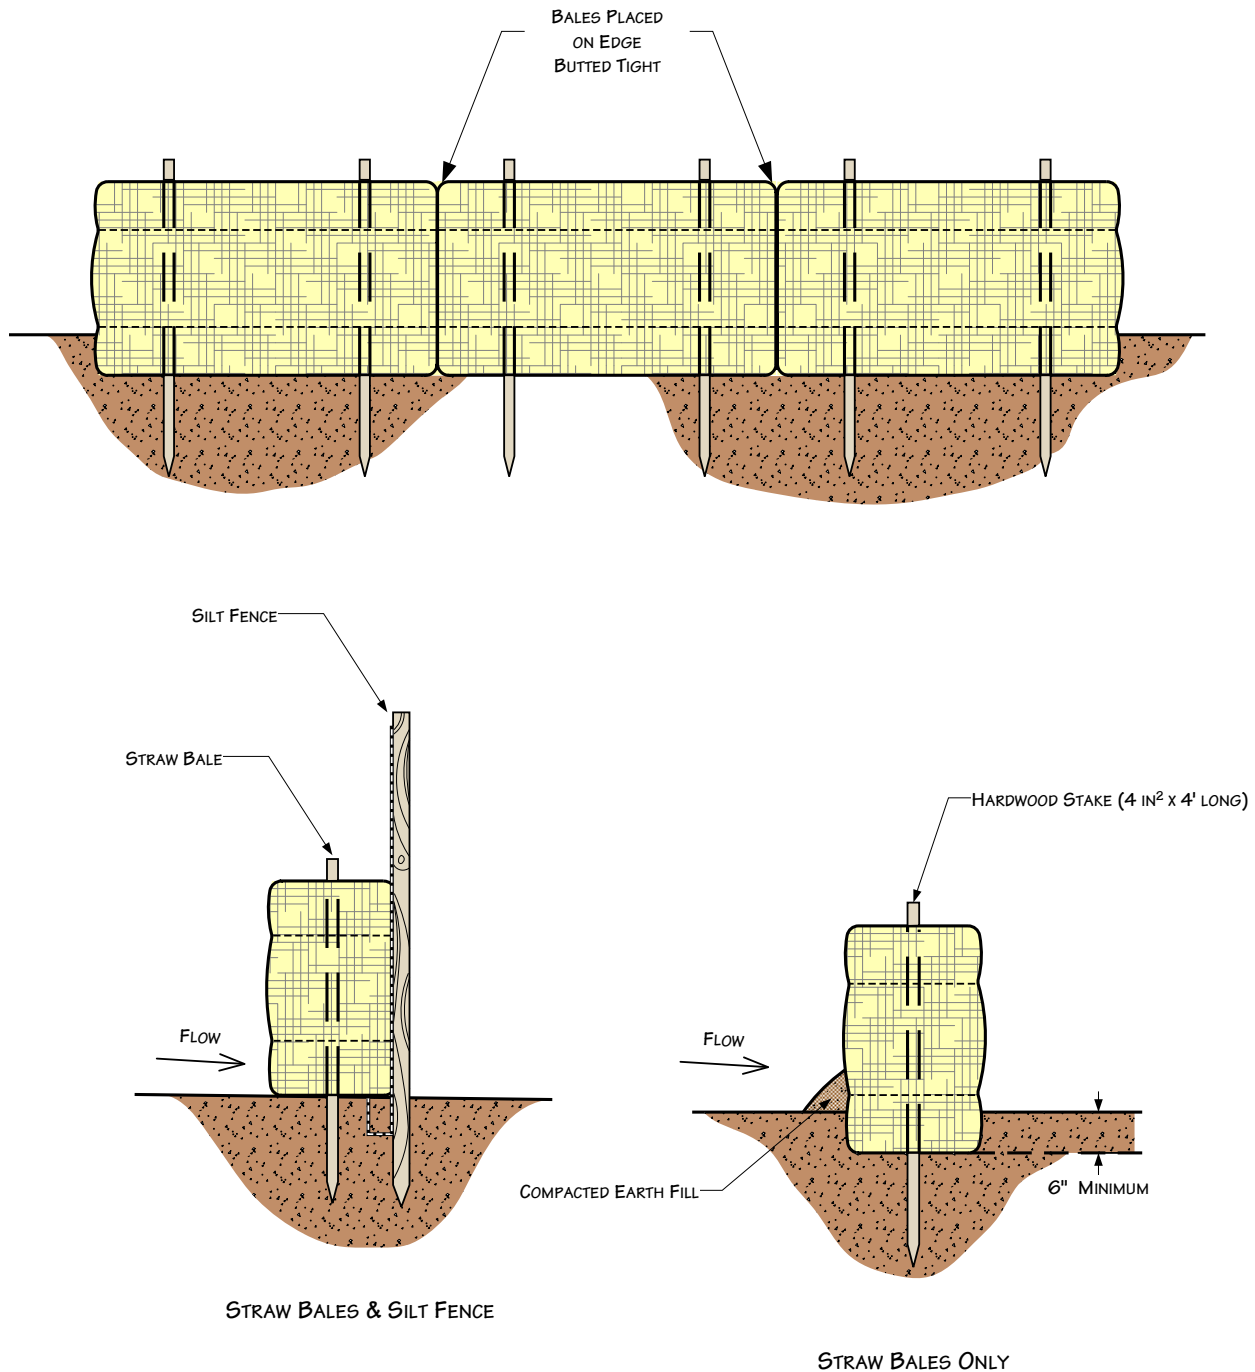 BALES PLACED
ON EDGE
BUTTED TIGHT
SILT FENCE
STRAW BALE
HARDWOOD STAKE (4 IN² X 4' LONG)
FLOW
FLOW
COMPACTED EARTH FILL
6" MINIMUM
STRAW BALES & SILT FENCE
STRAW BALES ONLY